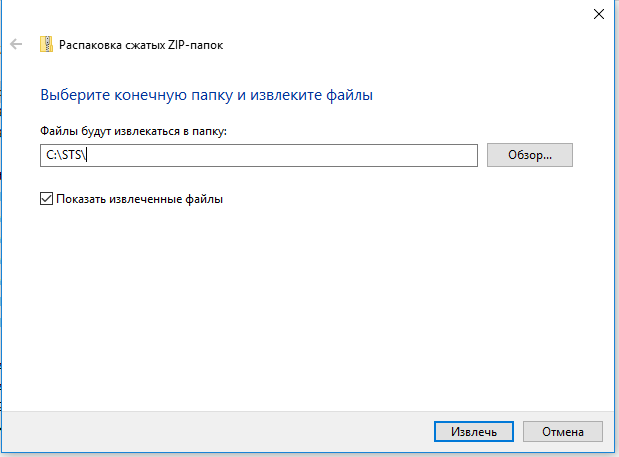 Распаковка сжатых ZIP-папок
Выберите конечную папку и извлеките файлы
Файлы будут извлекаться в папку:
C:\STS\
Обзор...
Показать извлеченные файлы
Извлечь
Отмена